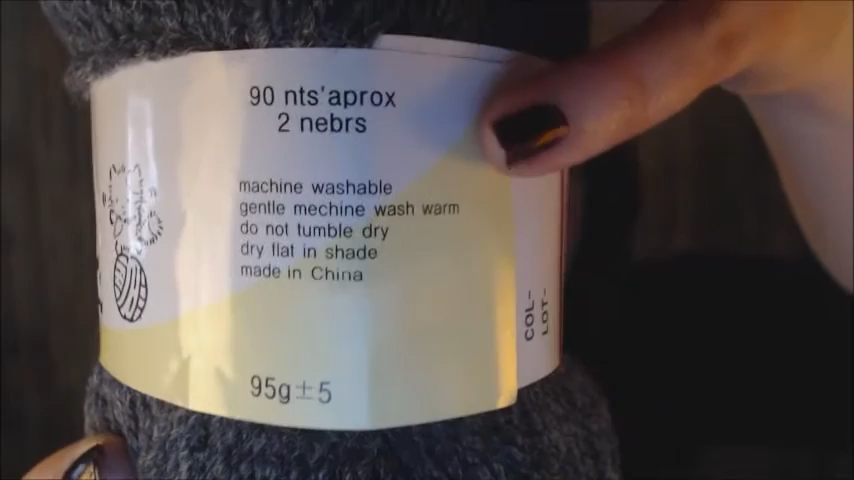 90 nts'aprox
2 nebrs
machine washable
gentle mechine wash warm
do not tumble dry
dry flat in shade
made in China
95g±5
COL-
LOT-